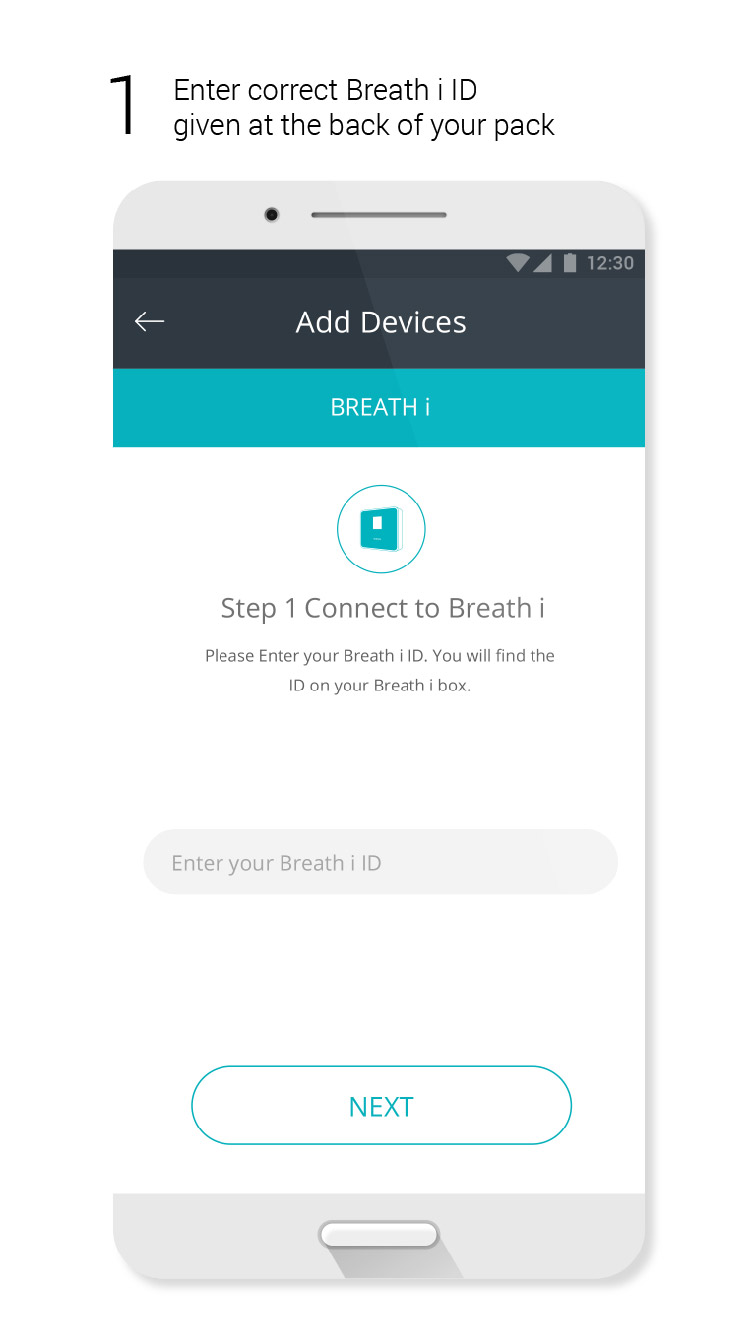 1
Enter correct Breath i ID
given at the back of your pack
12:30
Add Devices
BREATH i
Step 1 Connect to Breath i
Please Enter your Breath i ID. You will find the
ID on your Breath i box.
Enter your Breath i ID
NEXT